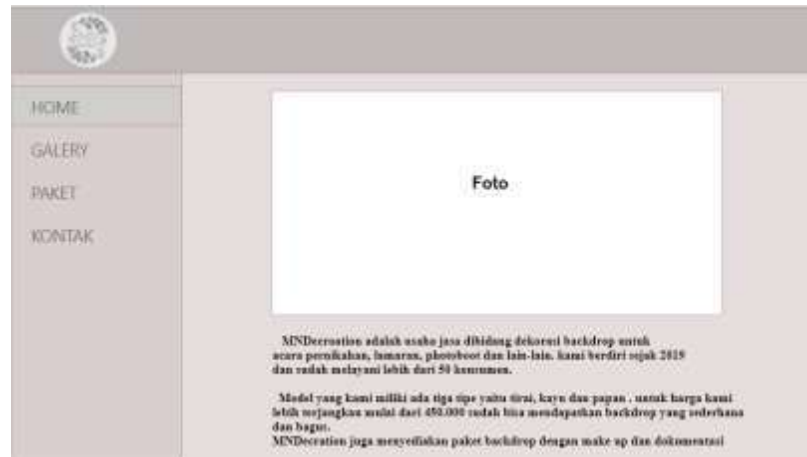 HOME
GALERY
PAKET
KONTAK
Foto
MNDecroation adalah usaha jasa dibidang dekorasi backdrop untuk
acara pernikahan, lamaran, photoboot dan lain-lain. kami berdiri sejak 2019
dan sudah melayani lebih dari 50 konsumen.
Model yang kami miliki ada tiga tipe yaitu tirai, kayu dan papan . untuk harga kami
lebih terjangkau mulai dari 450.000 sudah bisa mendapatkan backdrop yang sederhana
dan bagus.
MNDecration juga menyediakan paket backdrop dengan make up dan dokumentasi